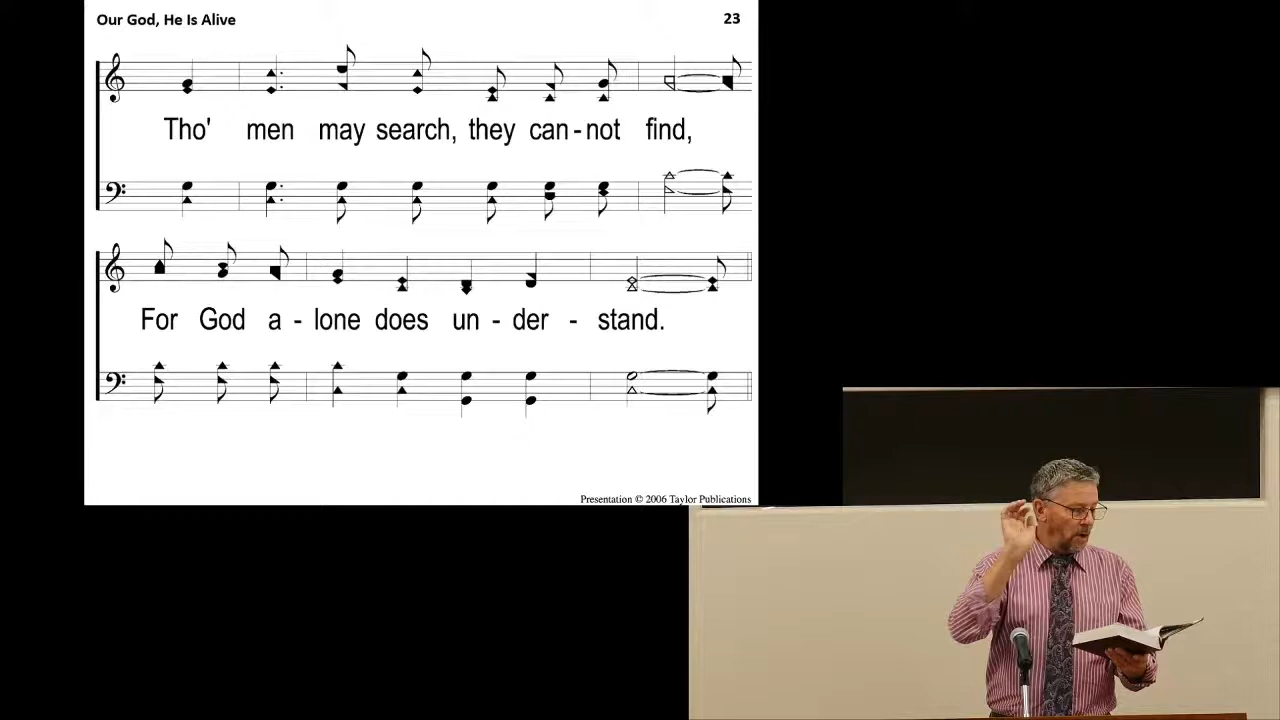 Our God, He Is Alive 23
Tho' men may search, they can-not find,
For God a - lone does un - der - stand.
Presentation © 2006 Taylor Publications